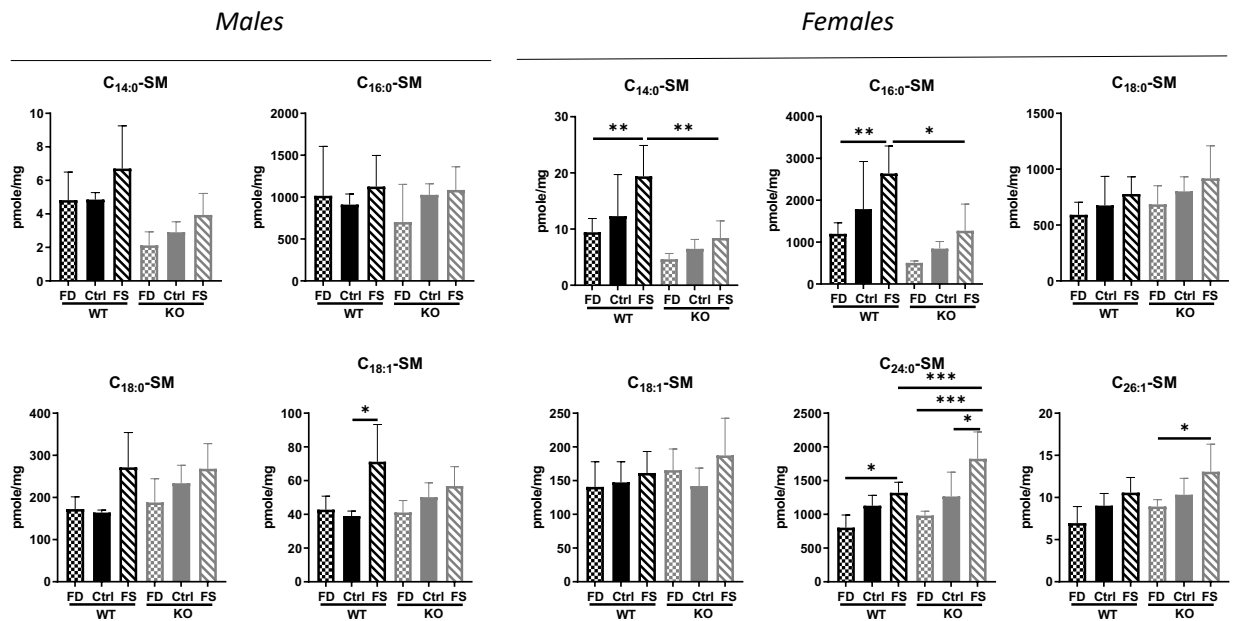 Males
Females
C14:0-SM
pmole/mg
10
8
6
4
2
0
FD Ctrl FS FD Ctrl FS
WT KO
C16:0-SM
pmole/mg
2000
1500
1000
500
0
FD Ctrl FS FD Ctrl FS
WT KO
C14:0-SM
pmole/mg
30
20
10
0
** **
FD Ctrl FS FD Ctrl FS
WT KO
C16:0-SM
pmole/mg
4000
3000
2000
1000
0
** *
FD Ctrl FS FD Ctrl FS
WT KO
C18:0-SM
pmole/mg
1500
1000
500
0
FD Ctrl FS FD Ctrl FS
WT KO
C18:0-SM
pmole/mg
400
300
200
100
0
FD Ctrl FS FD Ctrl FS
WT KO
C18:1-SM
pmole/mg
100
80
60
40
20
0
*
FD Ctrl FS FD Ctrl FS
WT KO
C18:1-SM
pmole/mg
250
200
150
100
50
0
FD Ctrl FS FD Ctrl FS
WT KO
C24:0-SM
pmole/mg
2500
2000
1500
1000
500
0
***
***
*
*
FD Ctrl FS FD Ctrl FS
WT KO
C26:1-SM
pmole/mg
20
15
10
5
0
*
FD Ctrl FS FD Ctrl FS
WT KO